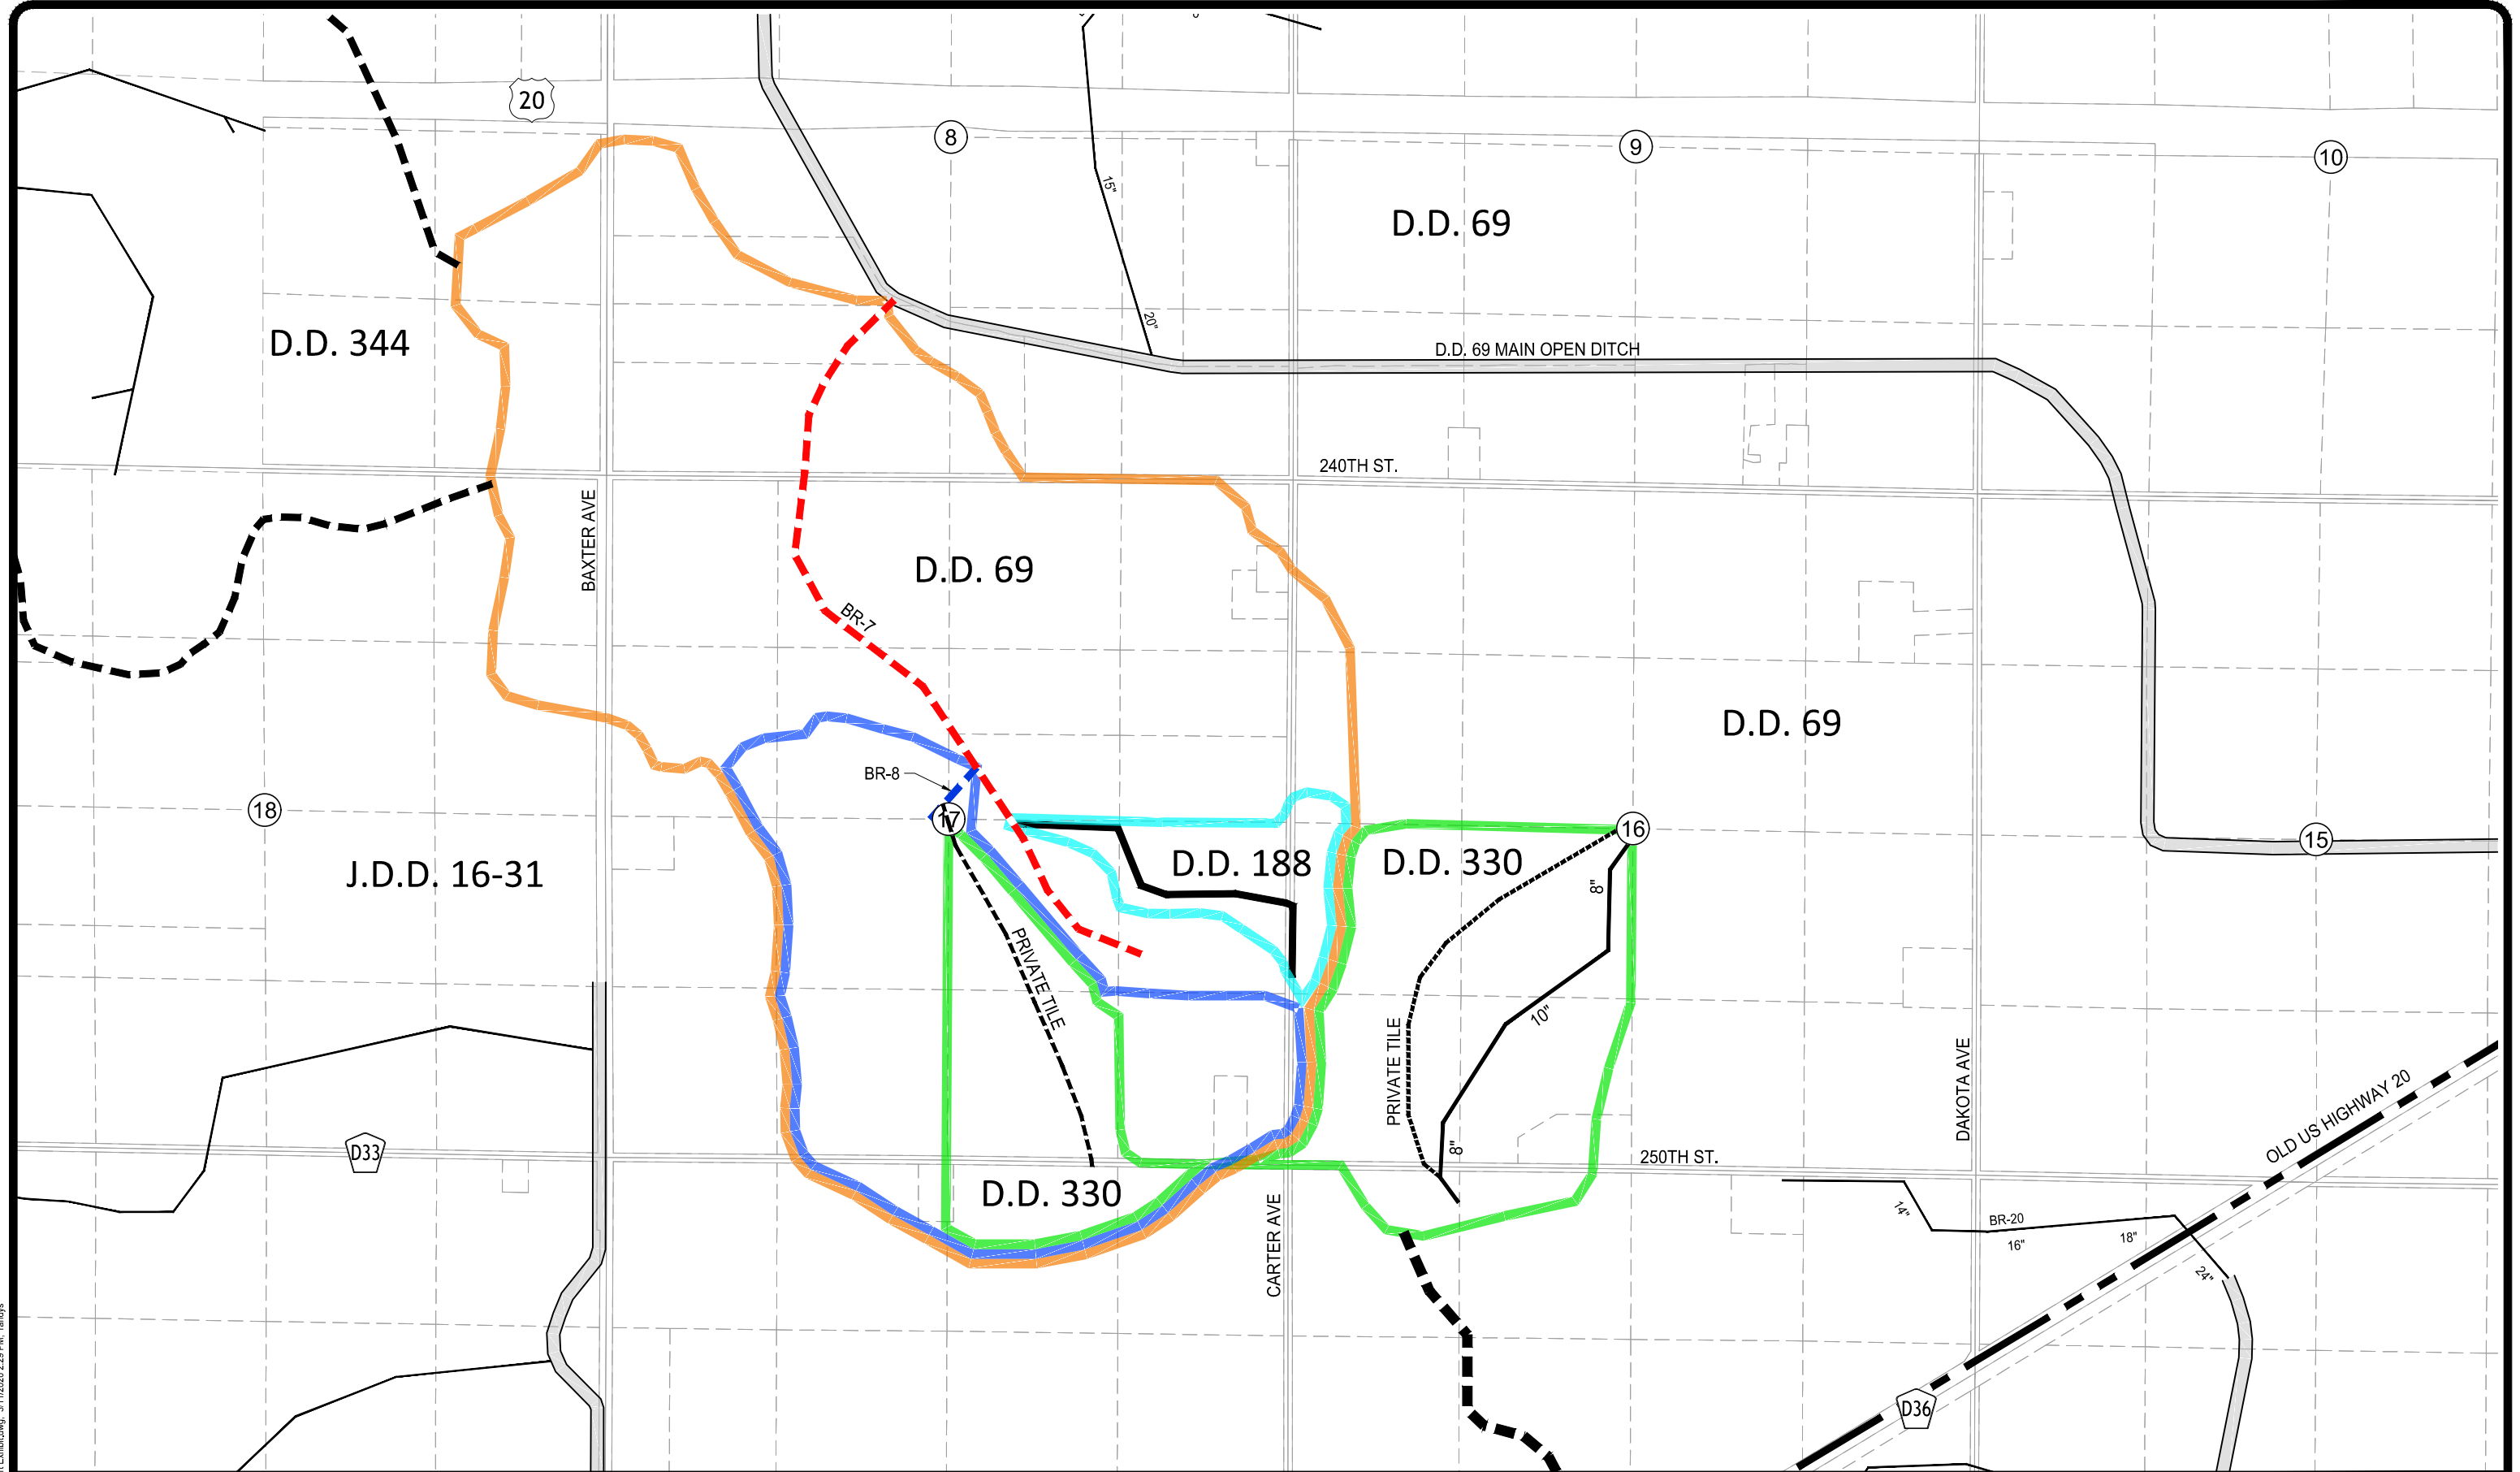 20
8
9
10
15"
D.D. 69
20"
D.D. 344
D.D. 69 MAIN OPEN DITCH
240TH ST.
BAXTER AVE
D.D. 69
BR-7
D.D. 69
BR-8
18
17
16
15
J.D.D. 16-31
D.D. 188
D.D. 330
8"
PRIVATE TILE
10"
PRIVATE TILE
DAKOTA AVE
OLD US HIGHWAY 20
D33
8"
250TH ST.
D.D. 330
CARTER AVE
14"
BR-20
16"
18"
24"
D36